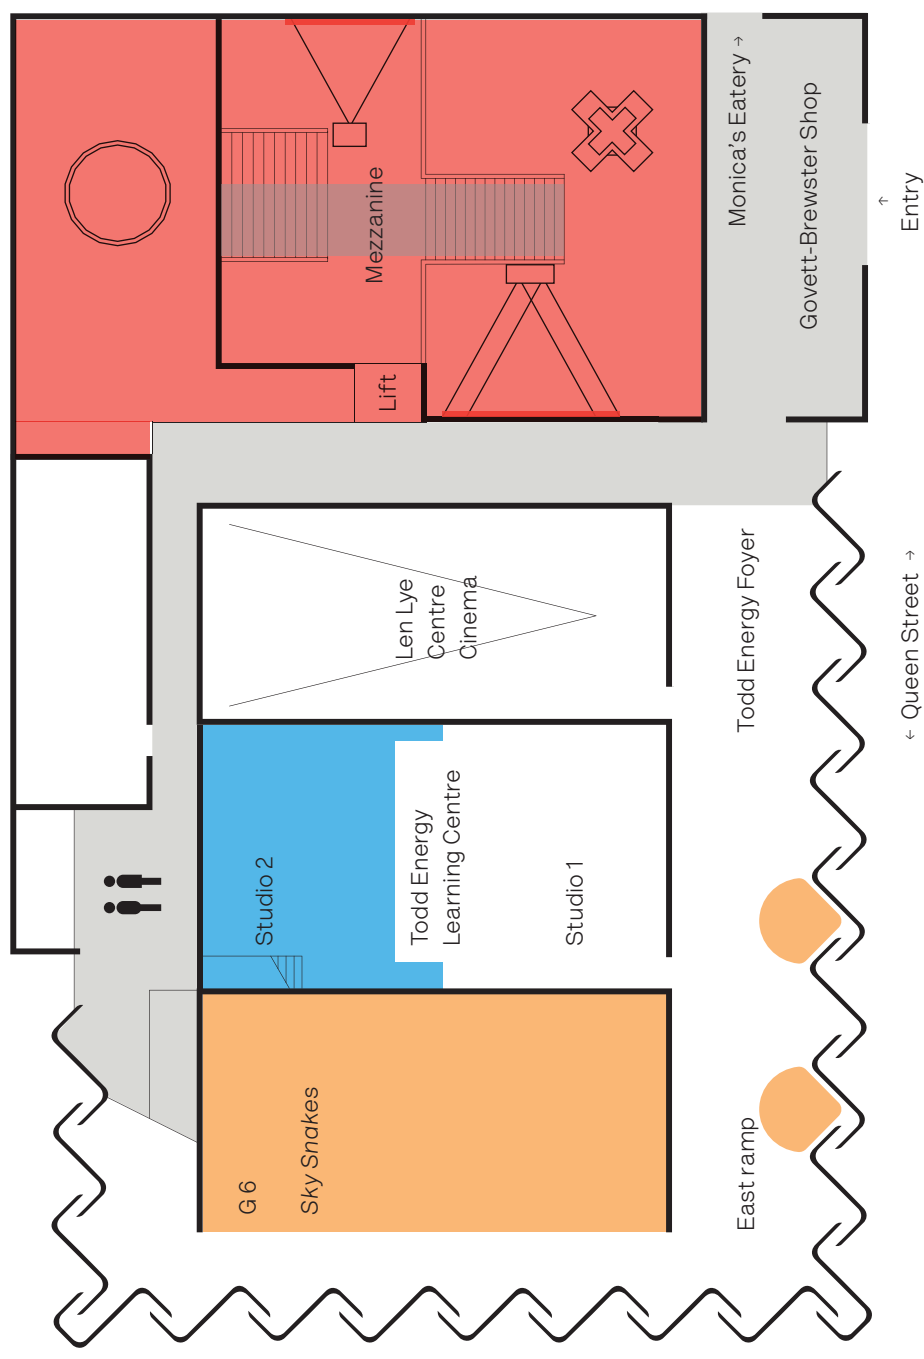 Monica's Eatery →
Govett-Brewster Shop
↑
Entry
Mezzanine
Lift
Len Lye
Centre
Cinema
Todd Energy Foyer
← Queen Street →
Studio 2
Todd Energy
Learning Centre
Studio 1
G 6
Sky Snakes
East ramp